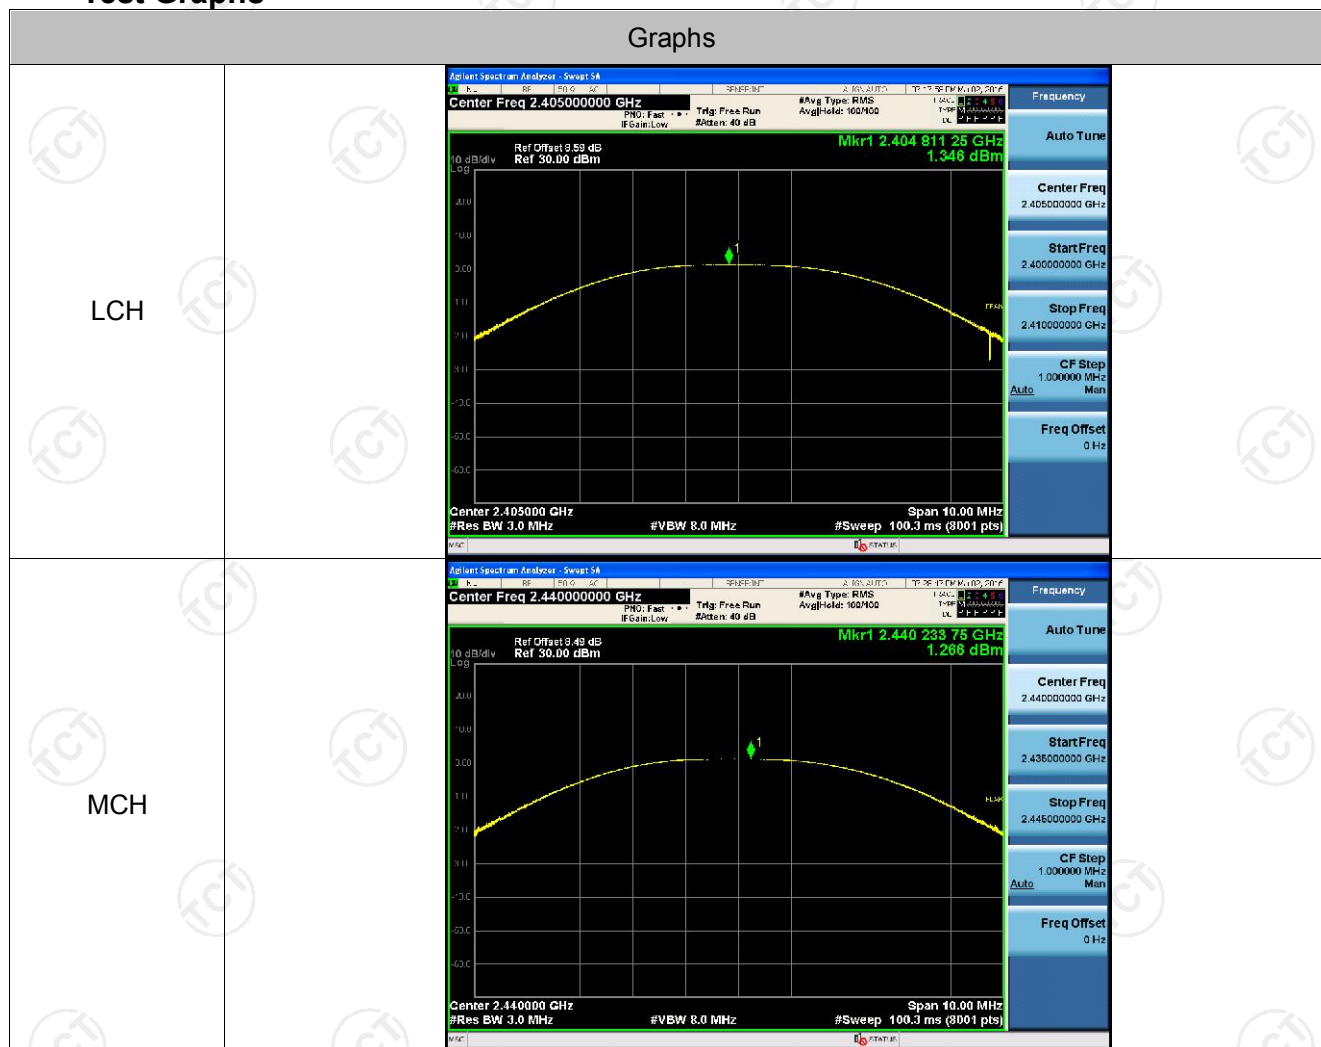 Test Graphs
Graphs
LCH
Agilent Spectrum Analyzer - Swept SA
Center Freq 2.405000000 GHz
PNO: Fast
IFGain:Low
Trig: Free Run
#Atten: 40 dB
#Avg Type: RMS
Avg|Hold: 100/100
Ref Offset 8.59 dB
Ref 30.00 dBm
10 dB/div
Log
Mkr1 2.404 811 25 GHz
1.346 dBm
1
Center 2.405000 GHz
#Res BW 3.0 MHz
#VBW 8.0 MHz
Span 10.00 MHz
#Sweep 100.3 ms (8001 pts)
MSG
STATUS
Frequency
Auto Tune
Center Freq
2.405000000 GHz
Start Freq
2.400000000 GHz
Stop Freq
2.410000000 GHz
CF Step
1.000000 MHz
Auto Man
Freq Offset
0 Hz
MCH
Agilent Spectrum Analyzer - Swept SA
Center Freq 2.440000000 GHz
PNO: Fast
IFGain:Low
Trig: Free Run
#Atten: 40 dB
#Avg Type: RMS
Avg|Hold: 100/100
Ref Offset 8.49 dB
Ref 30.00 dBm
10 dB/div
Log
Mkr1 2.440 233 75 GHz
1.266 dBm
1
Center 2.440000 GHz
#Res BW 3.0 MHz
#VBW 8.0 MHz
Span 10.00 MHz
#Sweep 100.3 ms (8001 pts)
MSG
STATUS
Frequency
Auto Tune
Center Freq
2.440000000 GHz
Start Freq
2.435000000 GHz
Stop Freq
2.445000000 GHz
CF Step
1.000000 MHz
Auto Man
Freq Offset
0 Hz
TCT